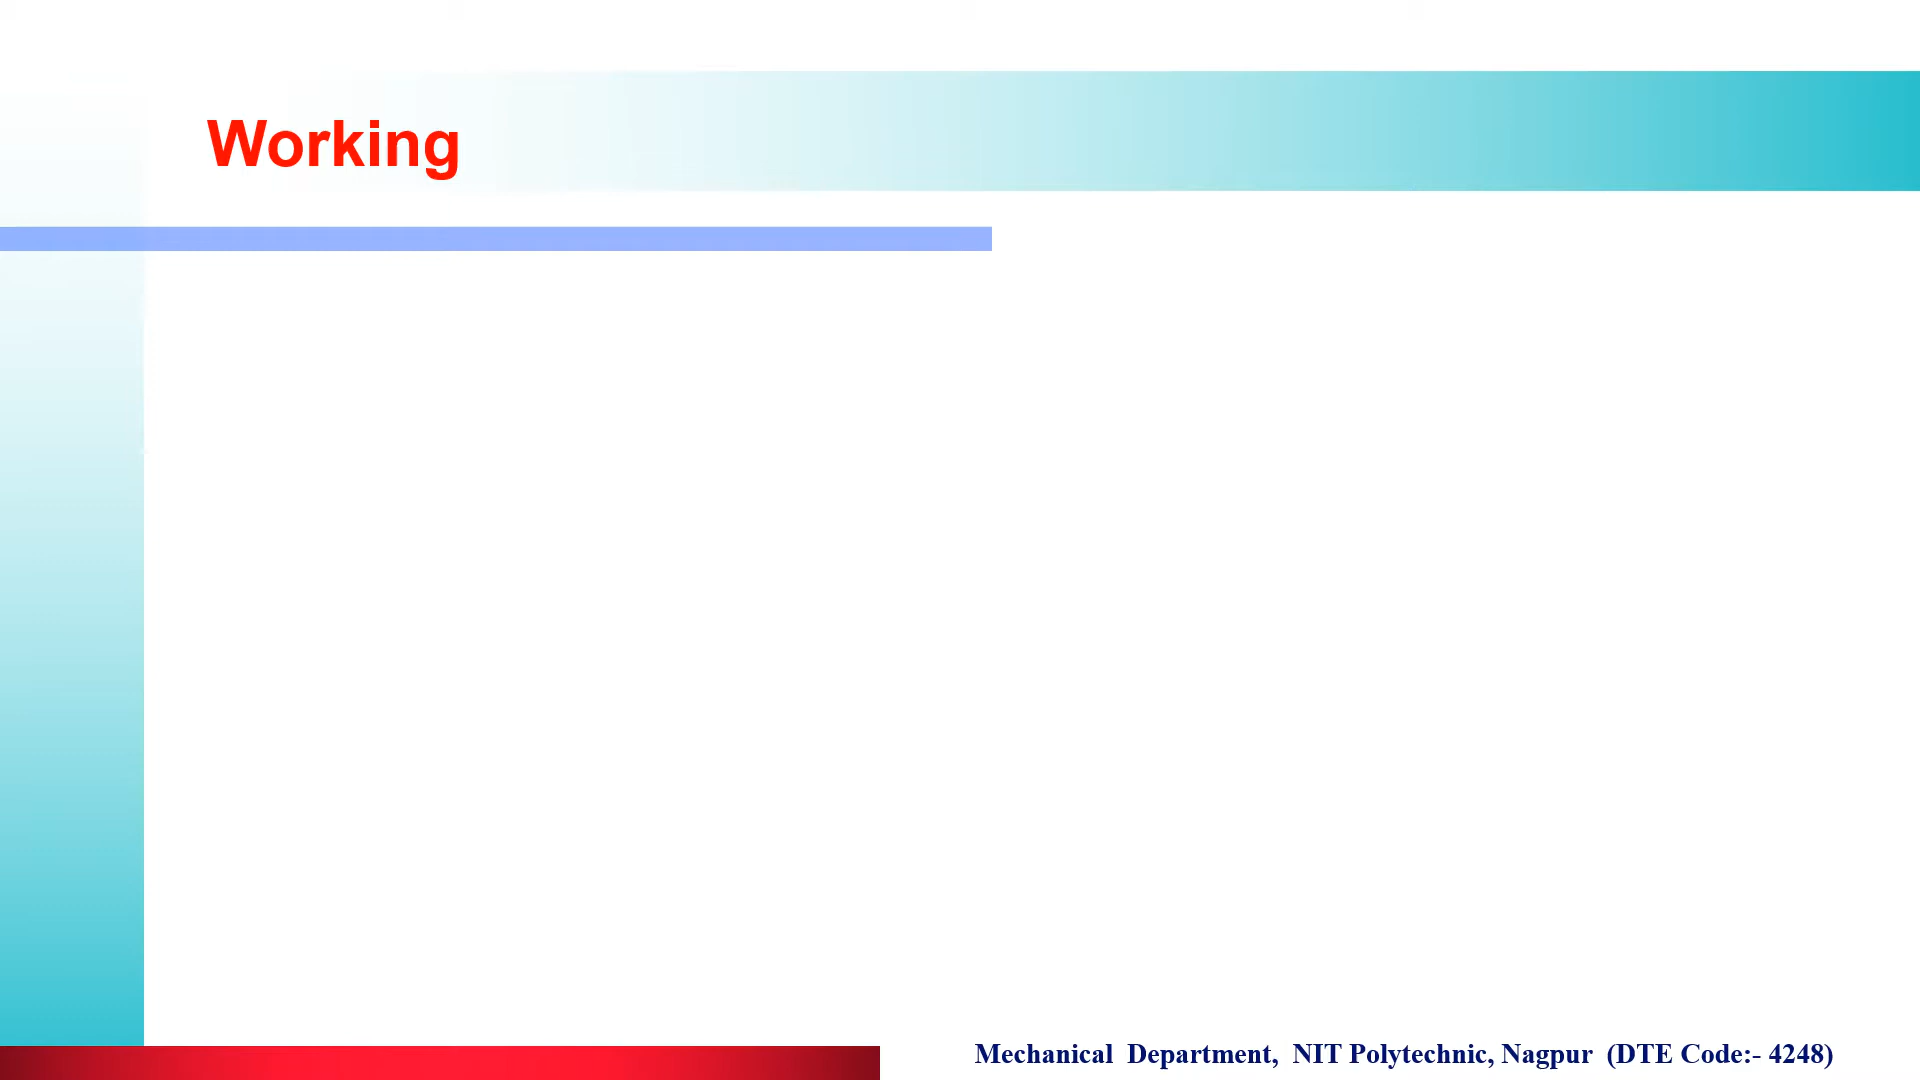 Working
Mechanical Department, NIT Polytechnic, Nagpur (DTE Code:- 4248)